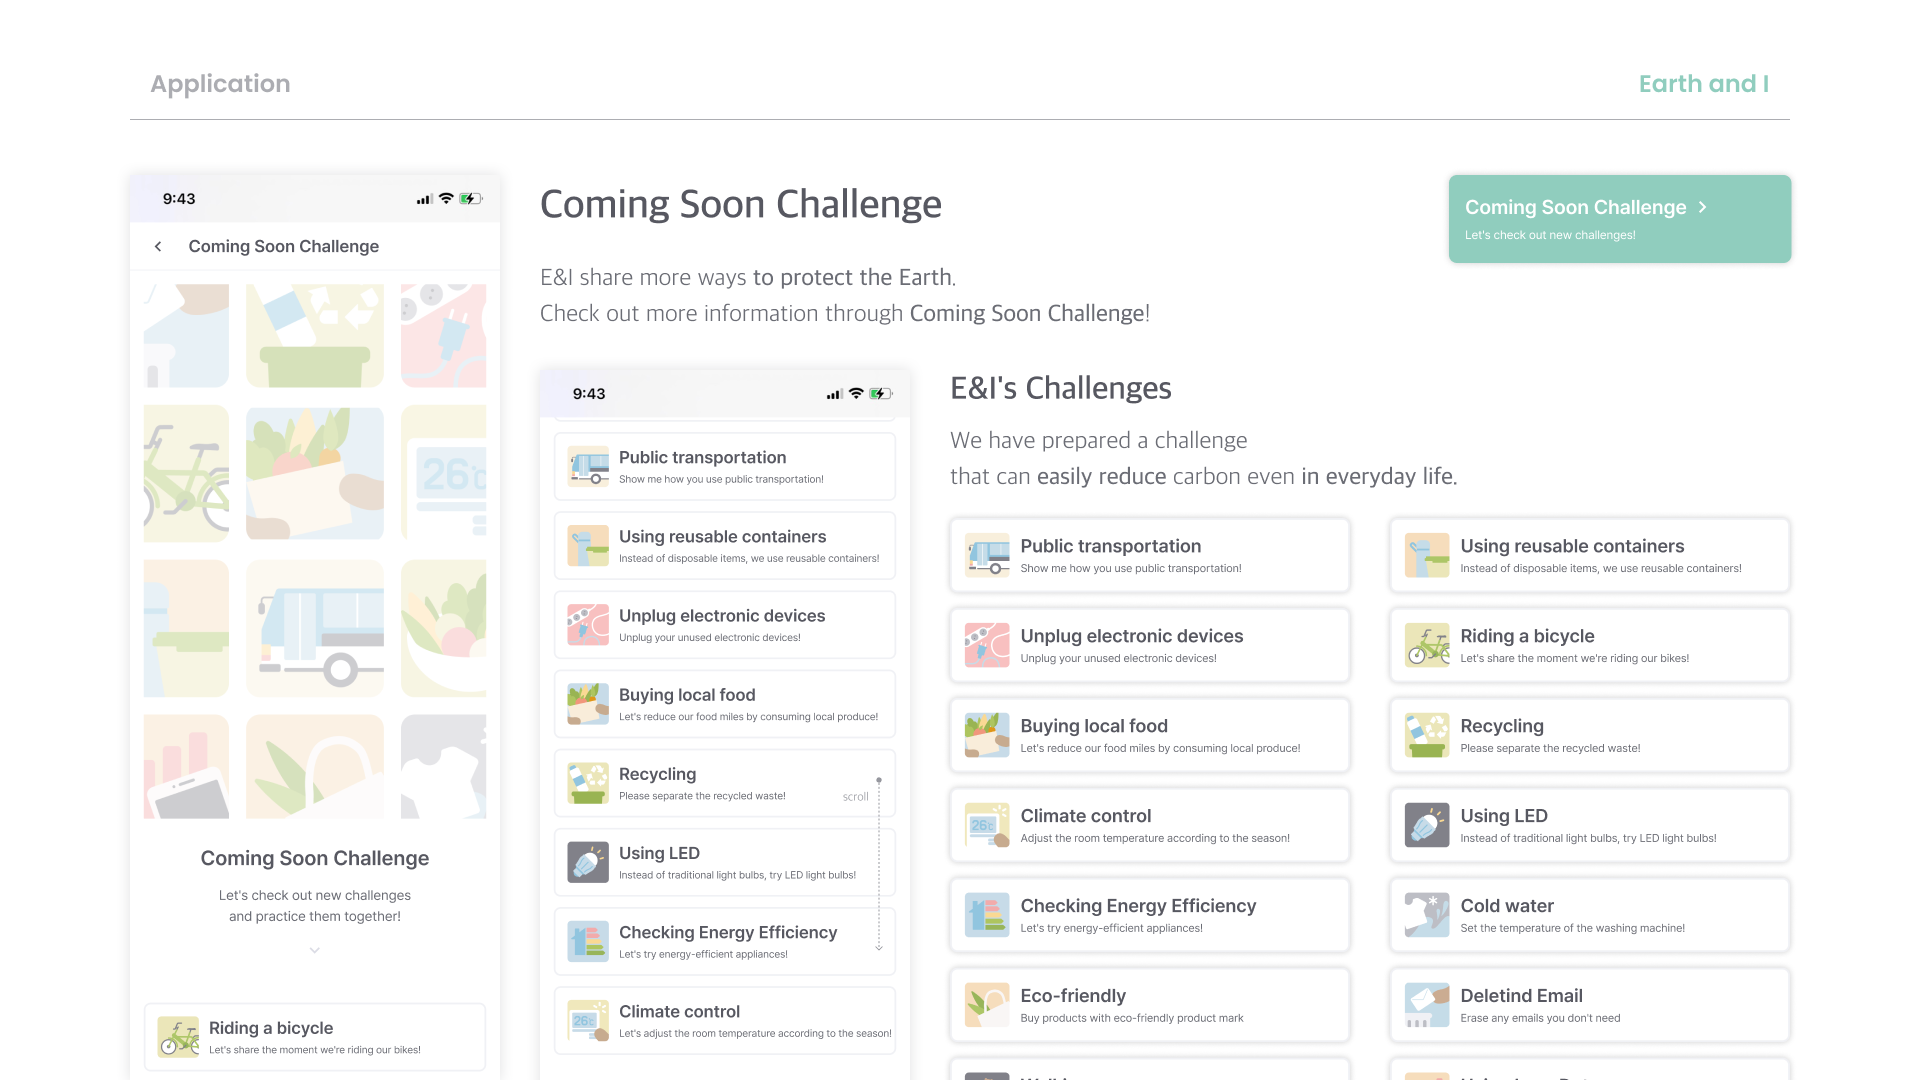 Application
Earth and I
9:43
Coming Soon Challenge
26℃
Coming Soon Challenge
Let's check out new challenges
and practice them together!
Riding a bicycle
Let's share the moment we're riding our bikes!
Coming Soon Challenge
E&I share more ways to protect the Earth.
Check out more information through Coming Soon Challenge!
Coming Soon Challenge
Let's check out new challenges!
9:43
Public transportation
Show me how you use public transportation!
Using reusable containers
Instead of disposable items, we use reusable containers!
Unplug electronic devices
Unplug your unused electronic devices!
Buying local food
Let's reduce our food miles by consuming local produce!
Recycling
Please separate the recycled waste!
scroll
Using LED
Instead of traditional light bulbs, try LED light bulbs!
Checking Energy Efficiency
Let's try energy-efficient appliances!
26℃
Climate control
Let's adjust the room temperature according to the season!
E&I's Challenges
We have prepared a challenge
that can easily reduce carbon even in everyday life.
Public transportation
Show me how you use public transportation!
Using reusable containers
Instead of disposable items, we use reusable containers!
Unplug electronic devices
Unplug your unused electronic devices!
Riding a bicycle
Let's share the moment we're riding our bikes!
Buying local food
Let's reduce our food miles by consuming local produce!
Recycling
Please separate the recycled waste!
26℃
Climate control
Adjust the room temperature according to the season!
Using LED
Instead of traditional light bulbs, try LED light bulbs!
Checking Energy Efficiency
Let's try energy-efficient appliances!
Cold water
Set the temperature of the washing machine!
Eco-friendly
Buy products with eco-friendly product mark
Deletind Email
Erase any emails you don't need